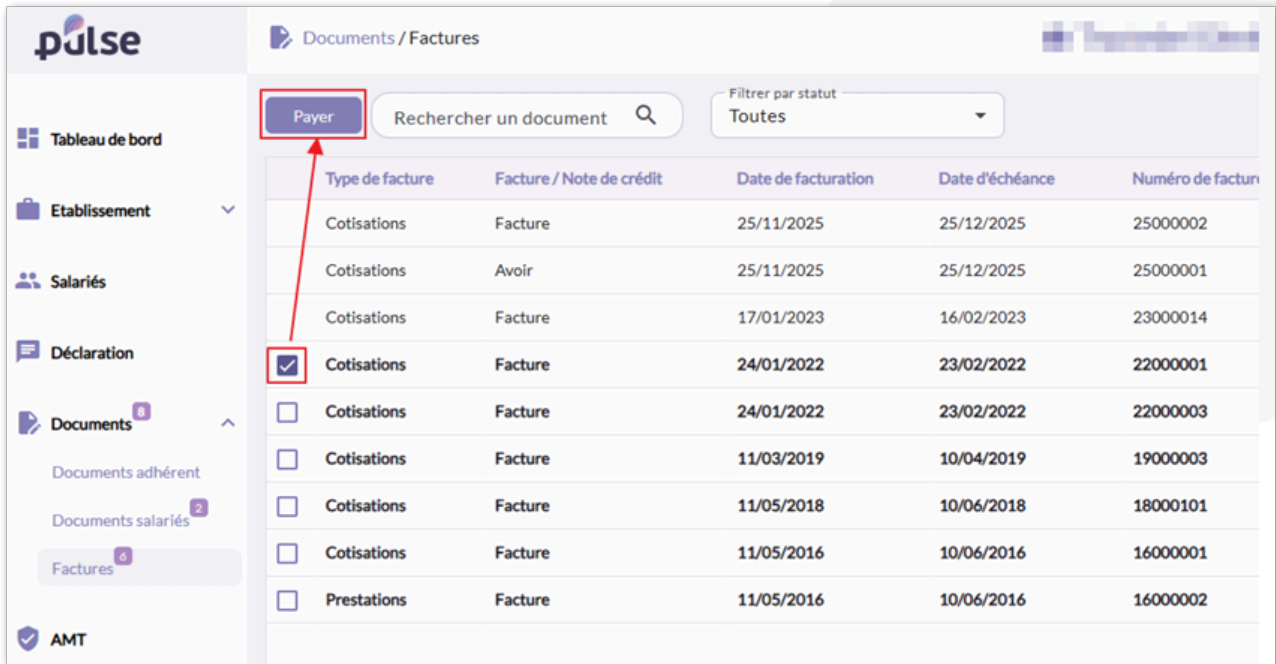 pulse
Documents / Factures
Payer
Rechercher un document
Filtrer par statut
Toutes
Tableau de bord
Etablissement
Salariés
Déclaration
Documents 8
Documents adhérent
Documents salariés 2
Factures 6
AMT
Type de facture Facture / Note de crédit Date de facturation Date d'échéance Numéro de facture
Cotisations Facture 25/11/2025 25/12/2025 25000002
Cotisations Avoir 25/11/2025 25/12/2025 25000001
Cotisations Facture 17/01/2023 16/02/2023 23000014
Cotisations Facture 24/01/2022 23/02/2022 22000001
Cotisations Facture 24/01/2022 23/02/2022 22000003
Cotisations Facture 11/03/2019 10/04/2019 19000003
Cotisations Facture 11/05/2018 10/06/2018 18000101
Cotisations Facture 11/05/2016 10/06/2016 16000001
Prestations Facture 11/05/2016 10/06/2016 16000002